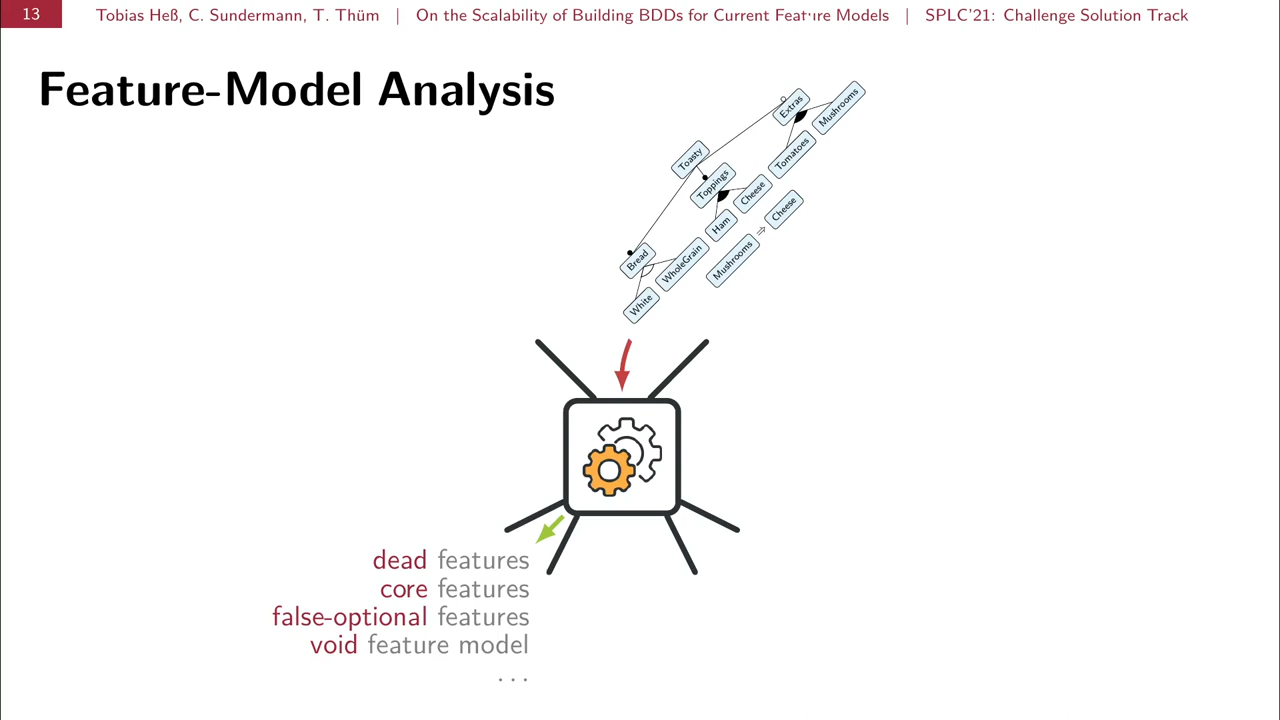 13 Tobias Heß, C. Sundermann, T. Thüm | On the Scalability of Building BDDs for Current Feature Models | SPLC'21: Challenge Solution Track
Feature-Model Analysis
Extras
Mushrooms
Toasty
Tomatoes
Toppings
Cheese
Ham
Bread
WholeGrain
White
Mushrooms ⇒ Cheese
dead features
core features
false-optional features
void feature model
...